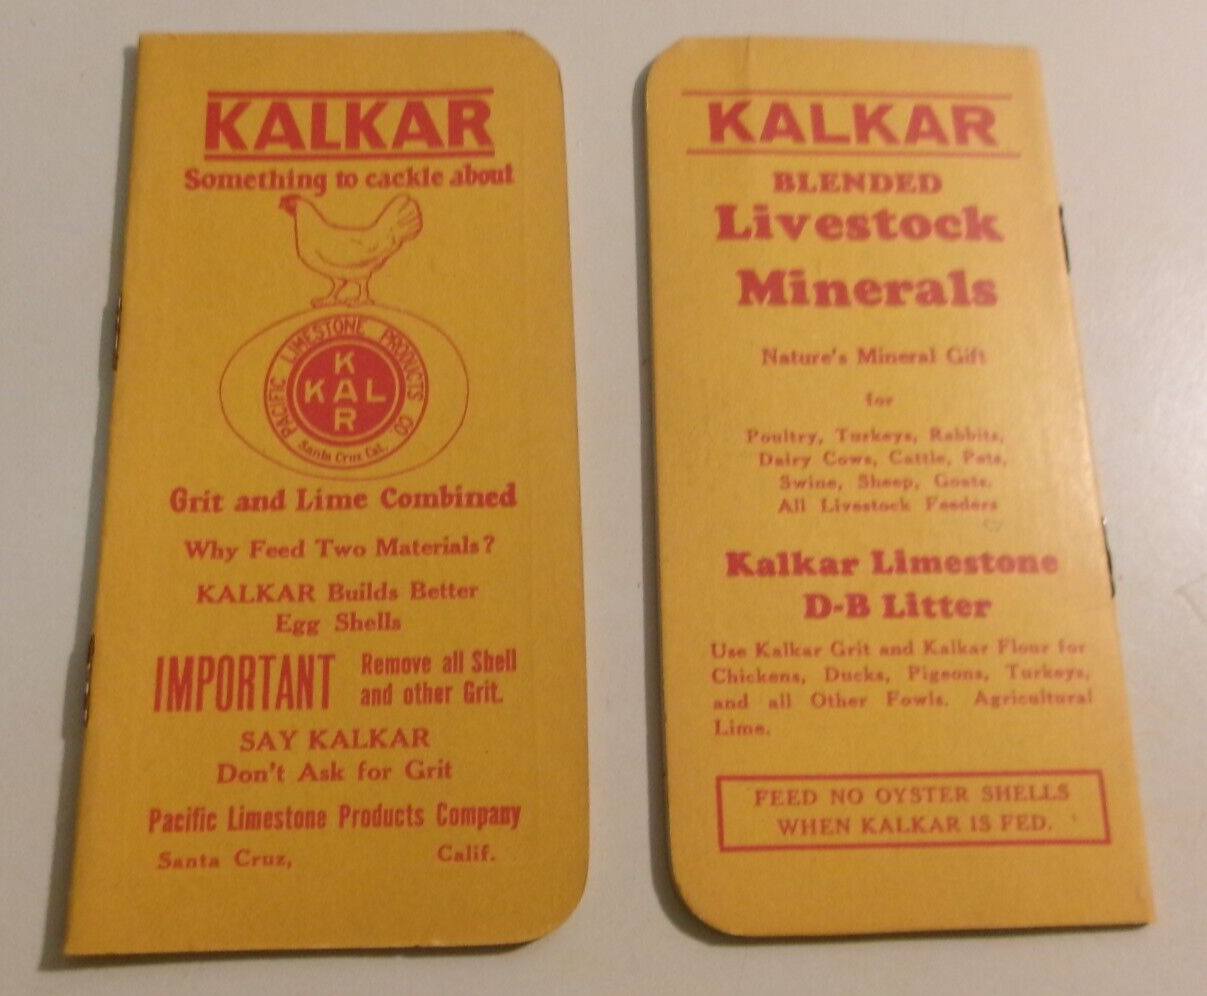 KALKAR
Something to cackle about
PACIFIC LIMESTONE PRODUCTS CO
K
KAL
A
R
Santa Cruz Cal.
Grit and Lime Combined
Why Feed Two Materials?
KALKAR Builds Better
Egg Shells
IMPORTANT Remove all Shell
and other Grit.
SAY KALKAR
Don't Ask for Grit
Pacific Limestone Products Company
Santa Cruz, Calif.
KALKAR
BLENDED
Livestock
Minerals
Nature's Mineral Gift
for
Poultry, Turkeys, Rabbits,
Dairy Cows, Cattle, Pets,
Swine, Sheep, Goats.
All Livestock Feeders
Kalkar Limestone
D-B Litter
Use Kalkar Grit and Kalkar Flour for
Chickens, Ducks, Pigeons, Turkeys,
and all Other Fowls. Agricultural
Lime.
FEED NO OYSTER SHELLS
WHEN KALKAR IS FED.